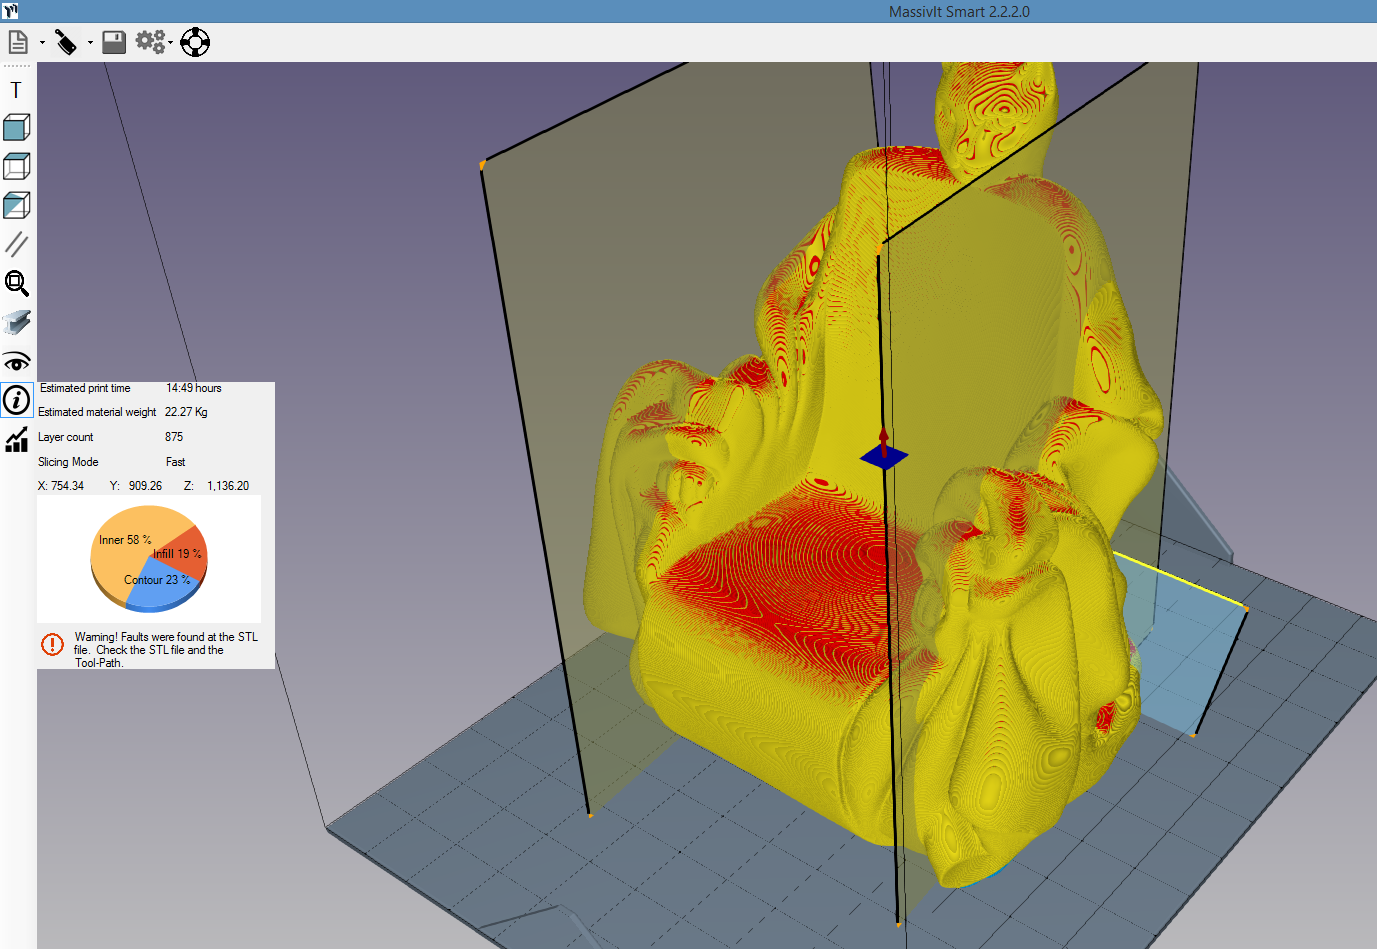 MassivIt Smart 2.2.2.0
T
Estimated print time 14:49 hours
Estimated material weight 22.27 Kg
Layer count 875
Slicing Mode Fast
X: 754.34 Y: 909.26 Z: 1,136.20
Inner 58 %
Infill 19 %
Contour 23 %
Warning! Faults were found at the STL
file. Check the STL file and the
Tool-Path.